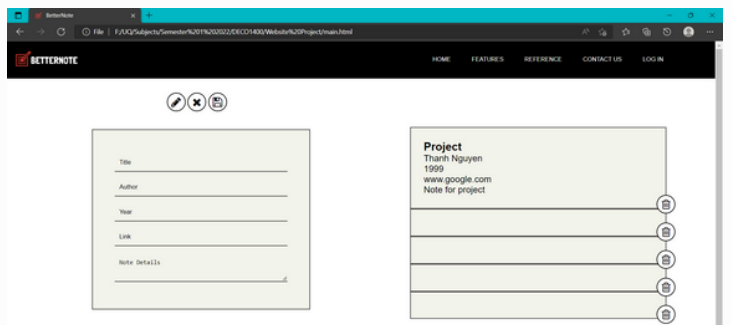 BetterNote
File | F:/UQ/Subjects/Semester%201%202022/DECO1400/Website%20Project/main.html
BETTERNOTE
HOME FEATURES REFERENCE CONTACT US LOG IN
Title
Author
Year
Link
Note Details
Project
Thanh Nguyen
1999
www.google.com
Note for project